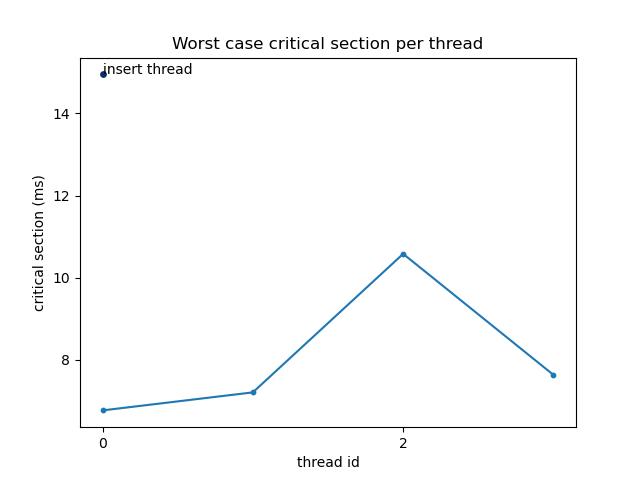 Worst case critical section per thread
insert thread
14
12
10
8
critical section (ms)
0 2
thread id